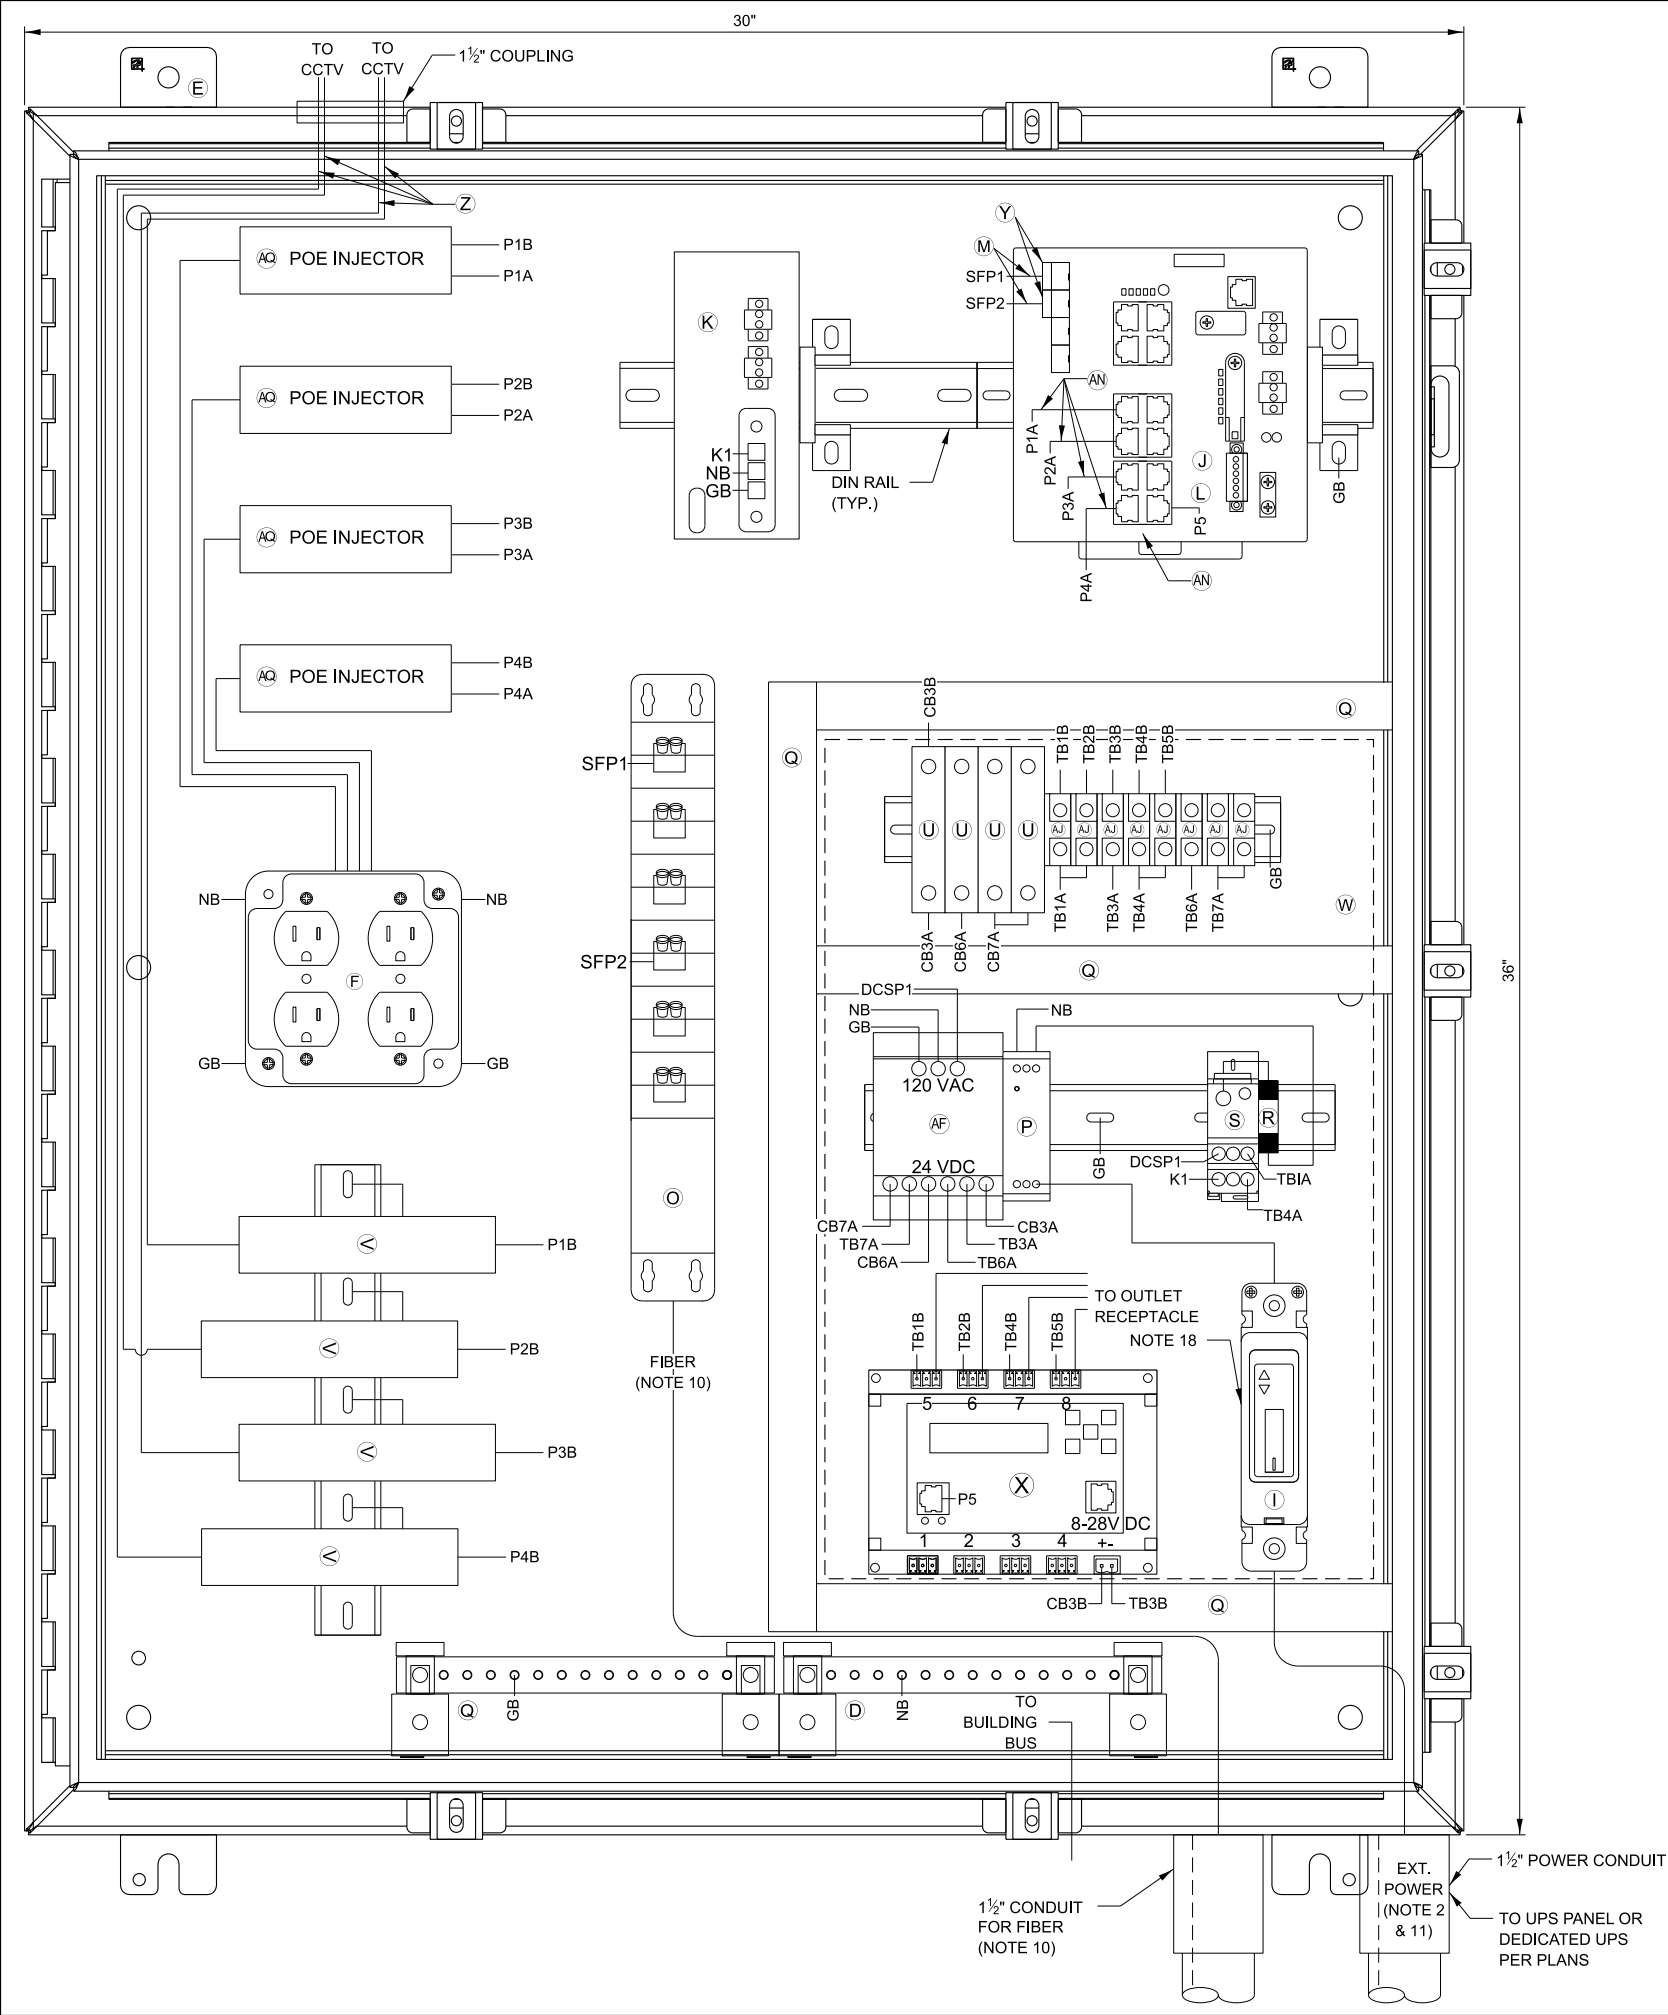 30"
TO
CCTV
TO
CCTV
1½" COUPLING
E
Z
AQ POE INJECTOR
P1B
P1A
AQ POE INJECTOR
P2B
P2A
AQ POE INJECTOR
P3B
P3A
AQ POE INJECTOR
P4B
P4A
K
K1
NB
GB
DIN RAIL
(TYP.)
Y
M
SFP1
SFP2
AN
P1A
P2A
P3A
P4A
J
L
P5
AN
GB
36"
SFP1
SFP2
O
FIBER
(NOTE 10)
NB
NB
F
GB
GB
Q
Q
CB3B
TB1B
TB2B
TB3B
TB4B
TB5B
U
U
U
U
AJ
AJ
AJ
AJ
AJ
AJ
AJ
AJ
GB
CB3A
CB6A
CB7A
TB1A
TB3A
TB4A
TB6A
TB7A
W
Q
DCSP1
NB
GB
NB
120 VAC
AF
24 VDC
P
GB
S
R
DCSP1
K1
TBIA
TB4A
CB7A
TB7A
CB6A
CB3A
TB3A
TB6A
TO OUTLET
RECEPTACLE
NOTE 18
TB1B
TB2B
TB4B
TB5B
5
6
7
8
X
P5
8-28V DC
1
2
3
4
+-
CB3B
TB3B
I
Q
V
P1B
V
P2B
V
P3B
V
P4B
Q
GB
D
NB
TO
BUILDING
BUS
1½" CONDUIT
FOR FIBER
(NOTE 10)
EXT.
POWER
(NOTE 2
& 11)
1½" POWER CONDUIT
TO UPS PANEL OR
DEDICATED UPS
PER PLANS